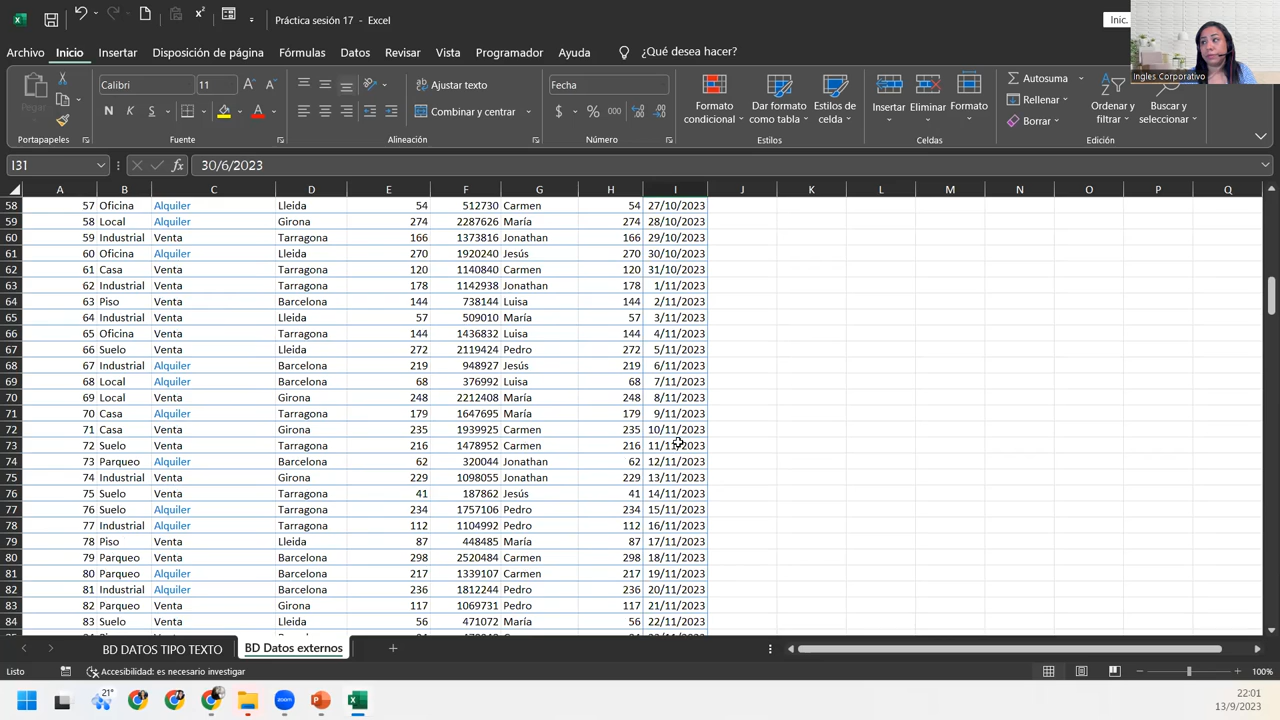 Práctica sesión 17 - Excel
Inic.
Ingles Corporativo
Archivo Inicio Insertar Disposición de página Fórmulas Datos Revisar Vista Programador Ayuda ¿Qué desea hacer?
Pegar
Calibri 11
N K S
Ajustar texto
Combinar y centrar
Fecha
$ % 000
Formato condicional
Dar formato como tabla
Estilos de celda
Insertar Eliminar Formato
Autosuma
Rellenar
Borrar
Ordenar y filtrar
Buscar y seleccionar
Portapapeles Fuente Alineación Número Estilos Celdas Edición
I31 fx 30/6/2023
A B C D E F G H I J K L M N O P Q
58 57 Oficina Alquiler Lleida 54 512730 Carmen 54 27/10/2023
59 58 Local Alquiler Girona 274 2287626 María 274 28/10/2023
60 59 Industrial Venta Tarragona 166 1373816 Jonathan 166 29/10/2023
61 60 Oficina Alquiler Lleida 270 1920240 Jesús 270 30/10/2023
62 61 Casa Venta Tarragona 120 1140840 Carmen 120 31/10/2023
63 62 Industrial Venta Tarragona 178 1142938 Jonathan 178 1/11/2023
64 63 Piso Venta Barcelona 144 738144 Luisa 144 2/11/2023
65 64 Industrial Venta Lleida 57 509010 María 57 3/11/2023
66 65 Oficina Venta Tarragona 144 1436832 Luisa 144 4/11/2023
67 66 Suelo Venta Lleida 272 2119424 Pedro 272 5/11/2023
68 67 Industrial Alquiler Barcelona 219 948927 Jesús 219 6/11/2023
69 68 Local Alquiler Barcelona 68 376992 Luisa 68 7/11/2023
70 69 Local Venta Girona 248 2212408 María 248 8/11/2023
71 70 Casa Alquiler Tarragona 179 1647695 María 179 9/11/2023
72 71 Casa Venta Girona 235 1939925 Carmen 235 10/11/2023
73 72 Suelo Venta Tarragona 216 1478952 Carmen 216 11/11/2023
74 73 Parqueo Alquiler Barcelona 62 320044 Jonathan 62 12/11/2023
75 74 Industrial Venta Girona 229 1098055 Jonathan 229 13/11/2023
76 75 Suelo Venta Tarragona 41 187862 Jesús 41 14/11/2023
77 76 Suelo Alquiler Tarragona 234 1757106 Pedro 234 15/11/2023
78 77 Industrial Alquiler Tarragona 112 1104992 Pedro 112 16/11/2023
79 78 Piso Venta Lleida 87 448485 María 87 17/11/2023
80 79 Parqueo Venta Barcelona 298 2520484 Carmen 298 18/11/2023
81 80 Parqueo Alquiler Barcelona 217 1339107 Carmen 217 19/11/2023
82 81 Industrial Alquiler Barcelona 236 1812244 Pedro 236 20/11/2023
83 82 Parqueo Venta Girona 117 1069731 Pedro 117 21/11/2023
84 83 Suelo Venta Lleida 56 471072 María 56 22/11/2023
BD DATOS TIPO TEXTO BD Datos externos
Listo Accesibilidad: es necesario investigar 100%
21°
zoom
22:01
13/9/2023